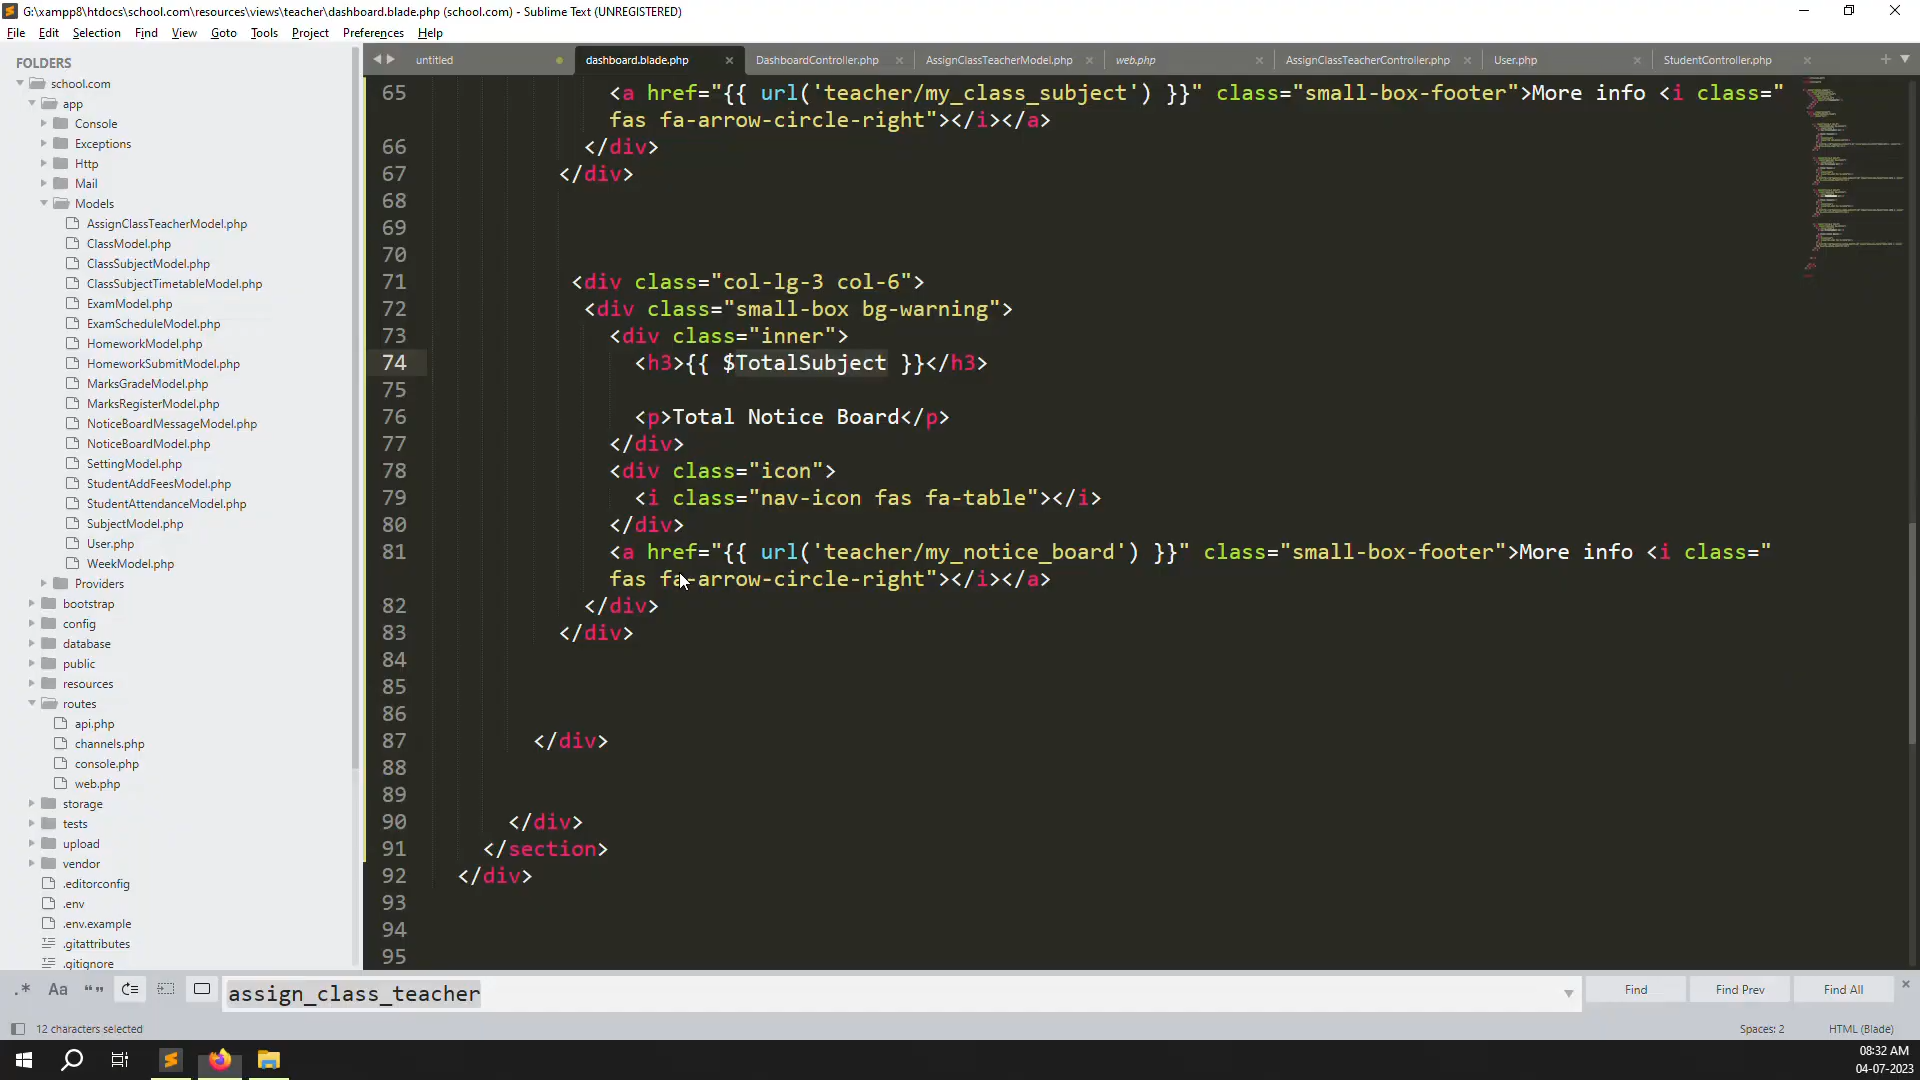 G:\xampp8\htdocs\school.com\resources\views\teacher\dashboard.blade.php (school.com) - Sublime Text (UNREGISTERED)
File Edit Selection Find View Goto Tools Project Preferences Help
FOLDERS
school.com
app
Console
Exceptions
Http
Mail
Models
AssignClassTeacherModel.php
ClassModel.php
ClassSubjectModel.php
ClassSubjectTimetableModel.php
ExamModel.php
ExamScheduleModel.php
HomeworkModel.php
HomeworkSubmitModel.php
MarksGradeModel.php
MarksRegisterModel.php
NoticeBoardMessageModel.php
NoticeBoardModel.php
SettingModel.php
StudentAddFeesModel.php
StudentAttendanceModel.php
SubjectModel.php
User.php
WeekModel.php
Providers
bootstrap
config
database
public
resources
routes
api.php
channels.php
console.php
web.php
storage
tests
upload
vendor
.editorconfig
.env
.env.example
.gitattributes
.gitignore
untitled dashboard.blade.php DashboardController.php AssignClassTeacherModel.php web.php AssignClassTeacherController.php User.php StudentController.php
65 <a href="{{ url('teacher/my_class_subject') }}" class="small-box-footer">More info <i class="
fas fa-arrow-circle-right"></i></a>
66 </div>
67 </div>
68
69
70
71 <div class="col-lg-3 col-6">
72 <div class="small-box bg-warning">
73 <div class="inner">
74 <h3>{{ $TotalSubject }}</h3>
75
76 <p>Total Notice Board</p>
77 </div>
78 <div class="icon">
79 <i class="nav-icon fas fa-table"></i>
80 </div>
81 <a href="{{ url('teacher/my_notice_board') }}" class="small-box-footer">More info <i class="
fas fa-arrow-circle-right"></i></a>
82 </div>
83 </div>
84
85
86
87 </div>
88
89
90 </div>
91 </section>
92 </div>
93
94
95
.* Aa “” assign_class_teacher Find Find Prev Find All
12 characters selected Spaces: 2 HTML (Blade)
08:32 AM
04-07-2023